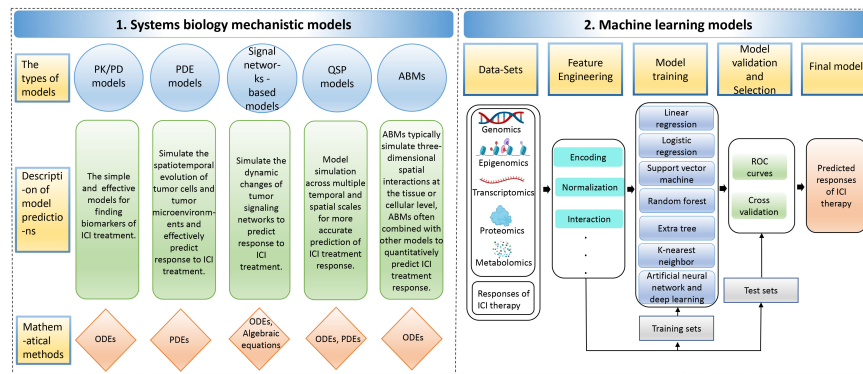 1. Systems biology mechanistic models
The
types of
models
PK/PD
models
PDE
models
Signal
netwo-
rks -
based
models
QSP
models
ABMs
Descripti
-on of
model
predictio
-ns
The simple
and effective
models for
finding
biomarkers of
ICI treatment.
Simulate the
spatiotemporal
evolution of
tumor cells and
tumor
microenvironm-
ents and
effectively
predict
response to ICI
treatment.
Simulate the
dynamic
changes of
tumor signaling
networks to
predict
response to ICI
treatment.
Model
simulation
across multiple
temporal and
spatial scales
for more
accurate
prediction of
ICI treatment
response.
ABMs typically
simulate three-
dimensional
spatial
interactions at
the tissue or
cellular level,
ABMs often
combined with
other models to
quantitatively
predict ICI
treatment
response.
Mathem
-atical
methods
ODEs
PDEs
ODEs,
Algebraic
equations
ODEs, PDEs
ODEs
2. Machine learning models
Data-Sets
Feature
Engineering
Model
training
Model
validation
and
Selection
Final model
Genomics
Epigenomics
Transcriptomics
Proteomics
Metabolomics
Responses of
ICI therapy
Encoding
Normalization
Interaction
.
.
.
Linear
regression
Logistic
regression
Support vector
machine
Random forest
Extra tree
K-nearest
neighbor
Artificial neural
network and
deep learning
ROC
curves
Cross
validation
Predicted
responses
of ICI
therapy
Test sets
Training sets